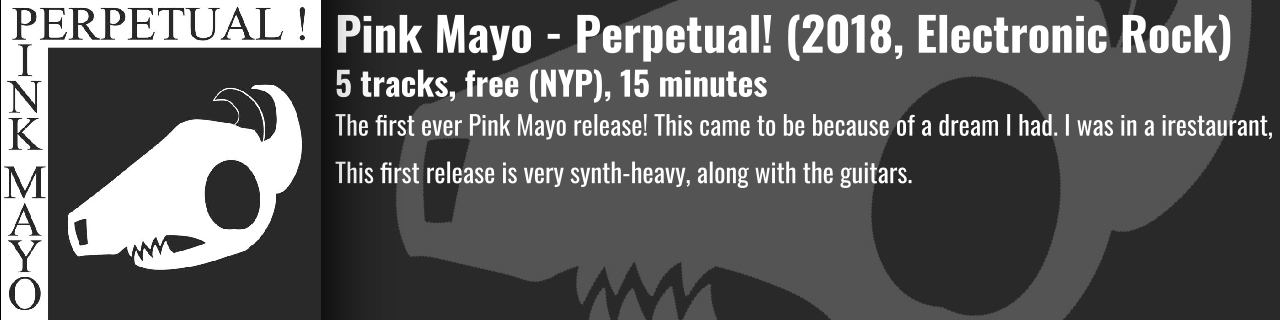 PERPETUAL !
PINK MAYO
Pink Mayo - Perpetual! (2018, Electronic Rock)
5 tracks, free (NYP), 15 minutes
The first ever Pink Mayo release! This came to be because of a dream I had. I was in a irestaurant,
This first release is very synth-heavy, along with the guitars.